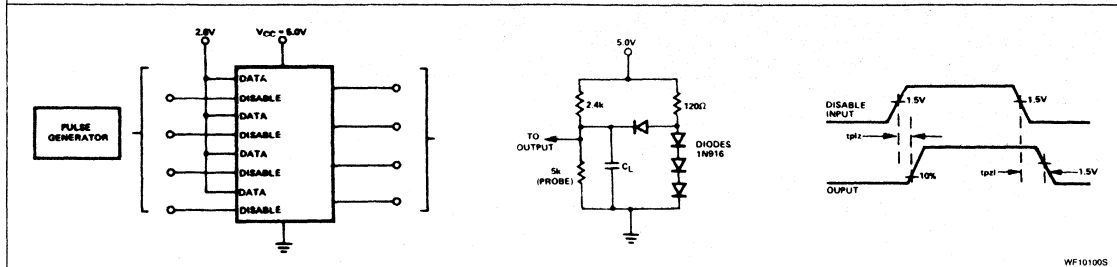 PULSE
GENERATOR
2.6V
VCC = 5.0V
DATA
DISABLE
DATA
DISABLE
DATA
DISABLE
DATA
DISABLE
5.0V
2.4k
120Ω
TO
OUTPUT
DIODES
1N916
5k
(PROBE)
CL
DISABLE
INPUT
1.5V
1.5V
tPLZ
tPZL
10%
1.5V
OUPUT
WF10100S